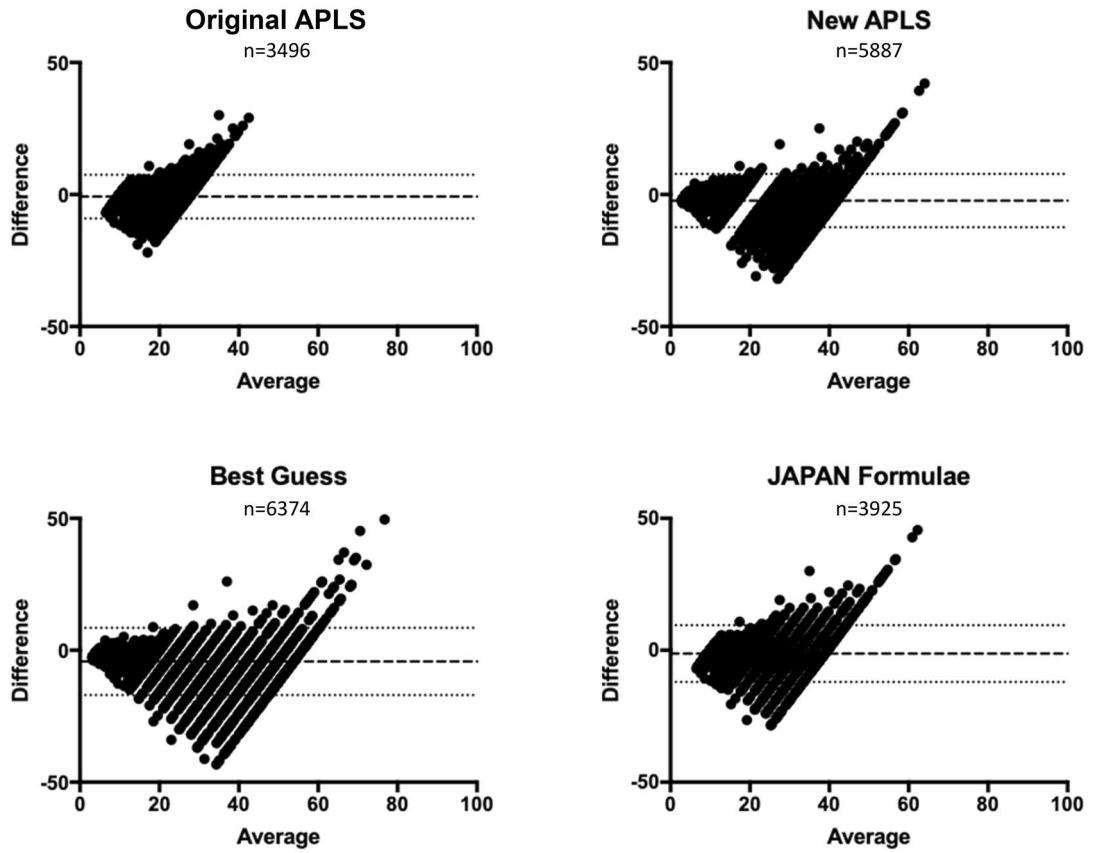 Original APLS
n=3496
50
0
-50
Difference
0 20 40 60 80 100
Average
New APLS
n=5887
50
0
-50
Difference
0 20 40 60 80 100
Average
Best Guess
n=6374
50
0
-50
Difference
0 20 40 60 80 100
Average
JAPAN Formulae
n=3925
50
0
-50
Difference
0 20 40 60 80 100
Average